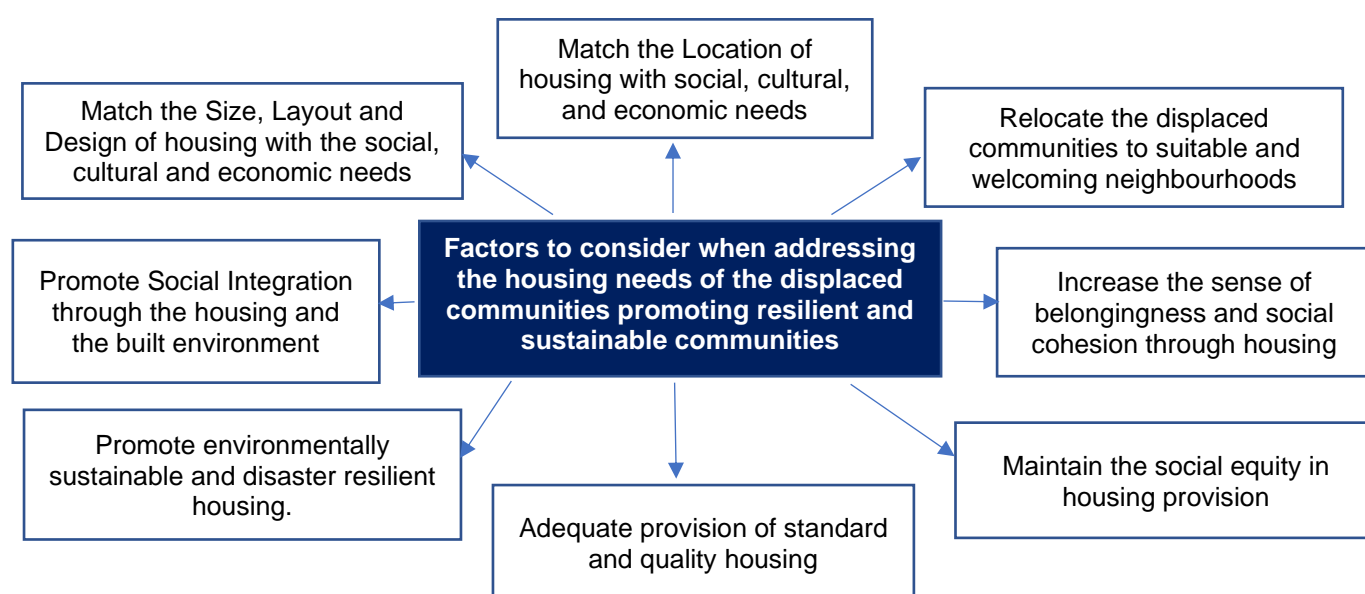 Match the Location of
housing with social, cultural,
and economic needs
Match the Size, Layout and
Design of housing with the social,
cultural and economic needs
Relocate the displaced
communities to suitable and
welcoming neighbourhoods
Factors to consider when addressing
the housing needs of the displaced
communities promoting resilient and
sustainable communities
Promote Social Integration
through the housing and
the built environment
Increase the sense of
belongingness and social
cohesion through housing
Promote environmentally
sustainable and disaster resilient
housing.
Adequate provision of standard
and quality housing
Maintain the social equity in
housing provision